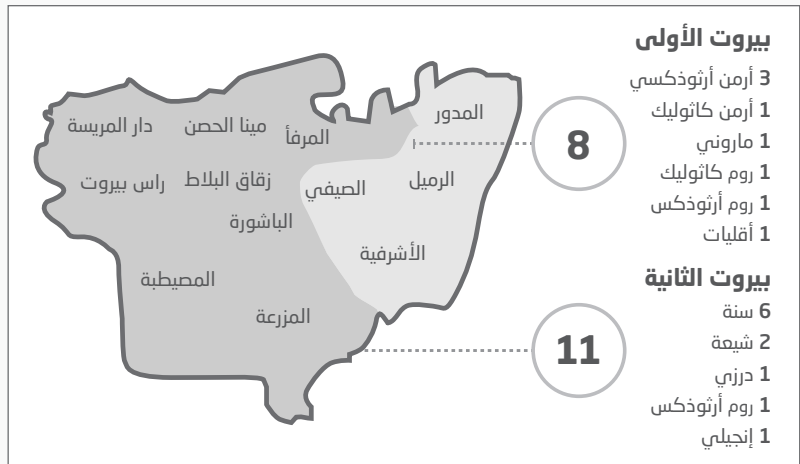 بيروت الأولى
3 أرمن أرثوذكسي
1 أرمن كاثوليك
1 ماروني
1 روم كاثوليك
1 روم أرثوذكس
1 أقليات
8
بيروت الثانية
6 سنة
2 شيعة
1 درزي
1 روم أرثوذكس
1 إنجيلي
11
المدور
المرفأ
مينا الحصن
دار المريسة
الرميل
الصيفي
زقاق البلاط
راس بيروت
الباشورة
الأشرفية
المصيطبة
المزرعة